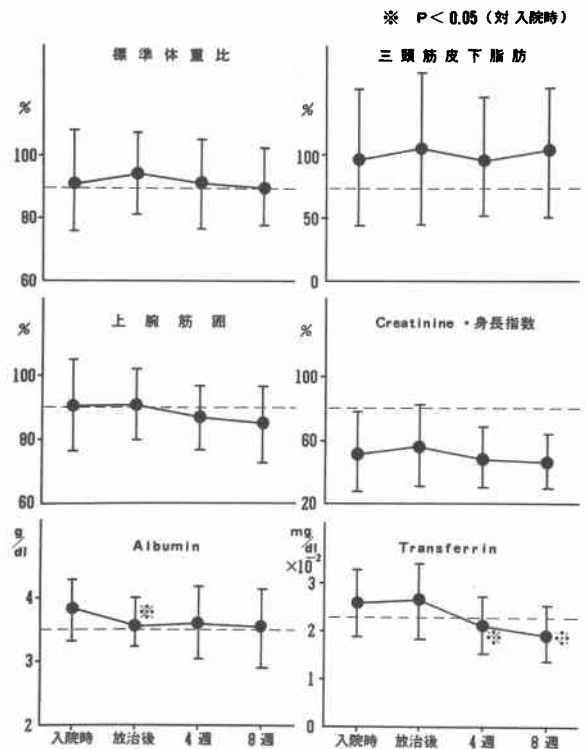 ※ P < 0.05 (対 入院時)
標準体重比
三頭筋皮下脂肪
%
100
80
60
%
100
50
0
上腕筋囲
Creatinine・身長指数
%
100
80
60
%
100
60
20
Albumin
g/dl
4
3
2
※
Transferrin
mg/dl
×10⁻²
3
2
1
0
※
※
入院時 放治後 4週 8週
入院時 放治後 4週 8週